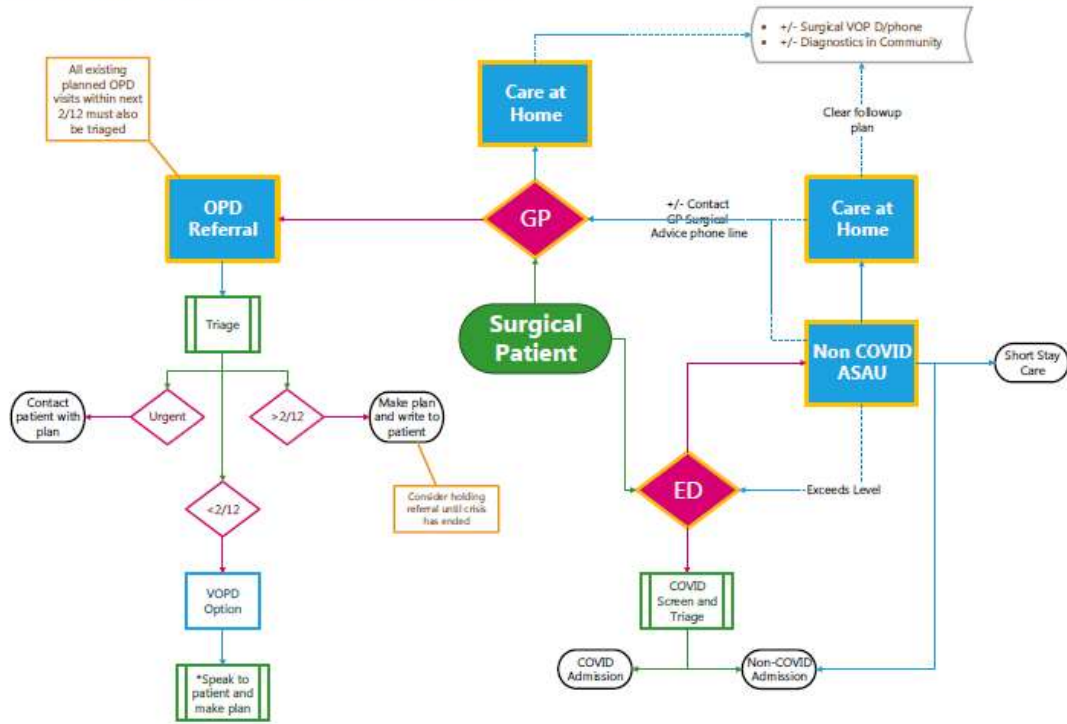 +/- Surgical VOP D/phone
+/- Diagnostics in Community
All existing
planned OPD
visits within next
2/12 must also
be triaged
Care at
Home
Clear followup
plan
OPD
Referral
GP
+/- Contact
GP Surgical
Advice phone line
Care at
Home
Triage
Surgical
Patient
Non COVID
ASAU
Short Stay
Care
Contact
patient with
plan
Urgent
>2/12
Make plan
and write to
patient
ED
Exceeds Level
Consider holding
referral until crisis
has ended
<2/12
VOPD
Option
COVID
Screen and
Triage
COVID
Admission
Non-COVID
Admission
*Speak to
patient and
make plan